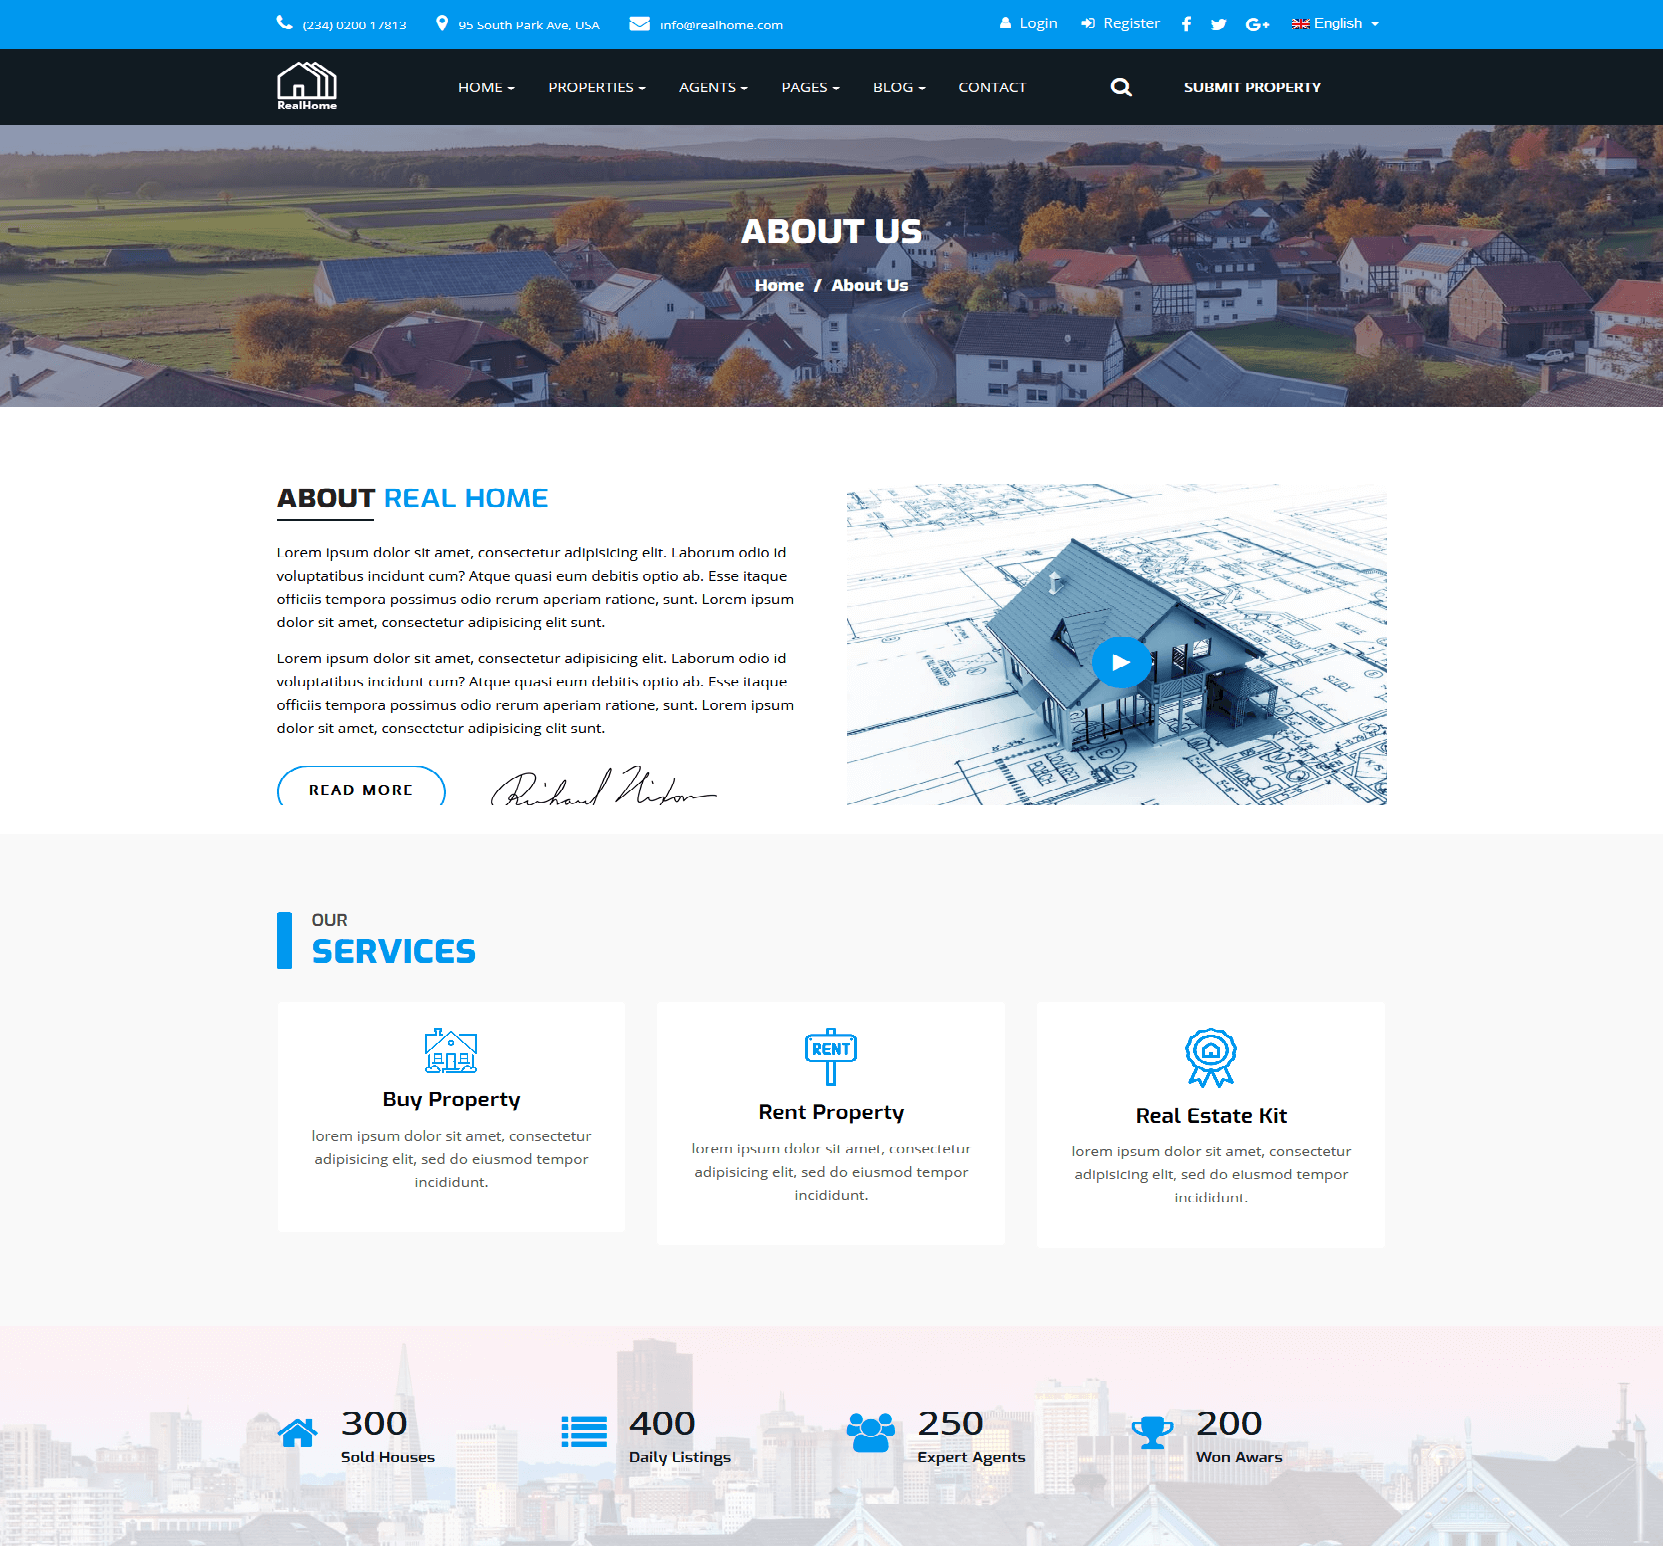 (234) 0200 17813 95 South Park Ave, USA info@realhome.com Login Register English
RealHome
HOME PROPERTIES AGENTS PAGES BLOG CONTACT SUBMIT PROPERTY
ABOUT US
Home / About Us
ABOUT REAL HOME
Lorem ipsum dolor sit amet, consectetur adipisicing elit. Laborum odio id
voluptatibus incidunt cum? Atque quasi eum debitis optio ab. Esse itaque
officiis tempora possimus odio rerum aperiam ratione, sunt. Lorem ipsum
dolor sit amet, consectetur adipisicing elit sunt.
Lorem ipsum dolor sit amet, consectetur adipisicing elit. Laborum odio id
voluptatibus incidunt cum? Atque quasi eum debitis optio ab. Esse itaque
officiis tempora possimus odio rerum aperiam ratione, sunt. Lorem ipsum
dolor sit amet, consectetur adipisicing elit sunt.
READ MORE
Richard Nixon
OUR
SERVICES
RENT
Buy Property
lorem ipsum dolor sit amet, consectetur
adipisicing elit, sed do eiusmod tempor
incididunt.
Rent Property
lorem ipsum dolor sit amet, consectetur
adipisicing elit, sed do eiusmod tempor
incididunt.
Real Estate Kit
lorem ipsum dolor sit amet, consectetur
adipisicing elit, sed do eiusmod tempor
incididunt.
300
Sold Houses
400
Daily Listings
250
Expert Agents
200
Won Awars